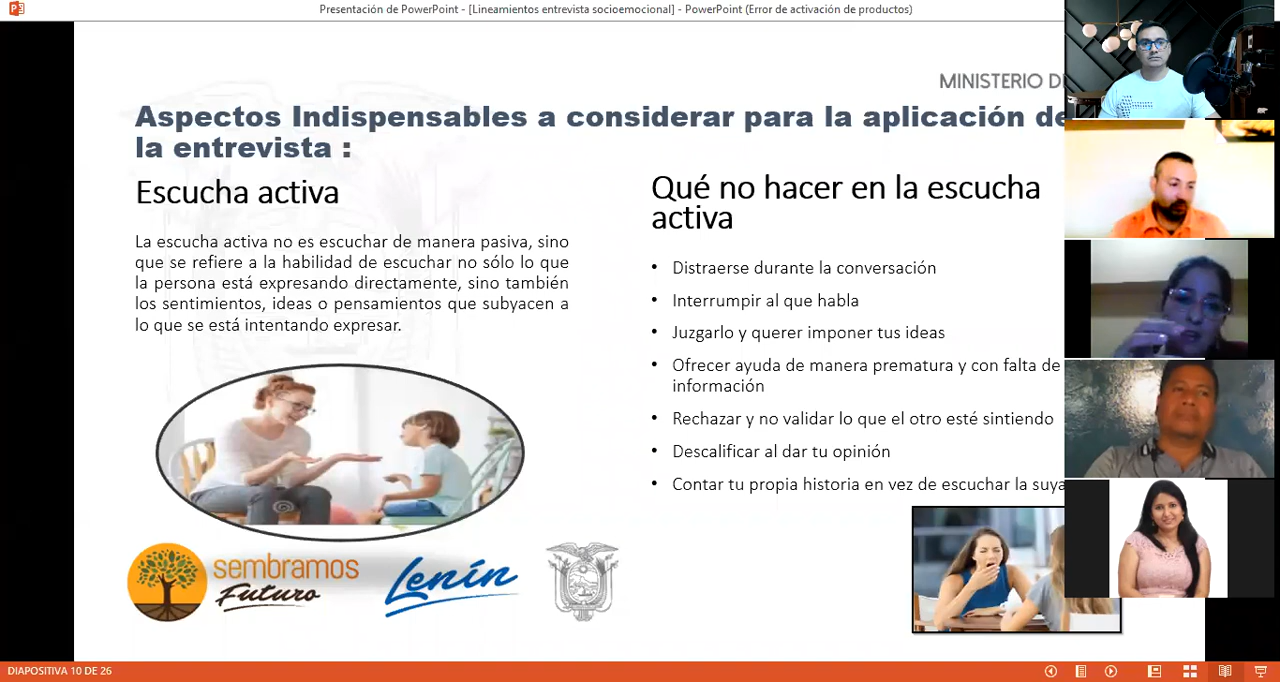 Presentación de PowerPoint - [Lineamientos entrevista socioemocional] - PowerPoint (Error de activación de productos)
MINISTERIO
Aspectos Indispensables a considerar para la aplicación de
la entrevista :
Escucha activa
La escucha activa no es escuchar de manera pasiva, sino
que se refiere a la habilidad de escuchar no sólo lo que
la persona está expresando directamente, sino también
los sentimientos, ideas o pensamientos que subyacen a
lo que se está intentando expresar.
Qué no hacer en la escucha
activa
• Distraerse durante la conversación
• Interrumpir al que habla
• Juzgarlo y querer imponer tus ideas
• Ofrecer ayuda de manera prematura y con falta de
información
• Rechazar y no validar lo que el otro esté sintiendo
• Descalificar al dar tu opinión
• Contar tu propia historia en vez de escuchar la suya
sembramos
Futuro
Lenín
DIAPOSITIVA 10 DE 26